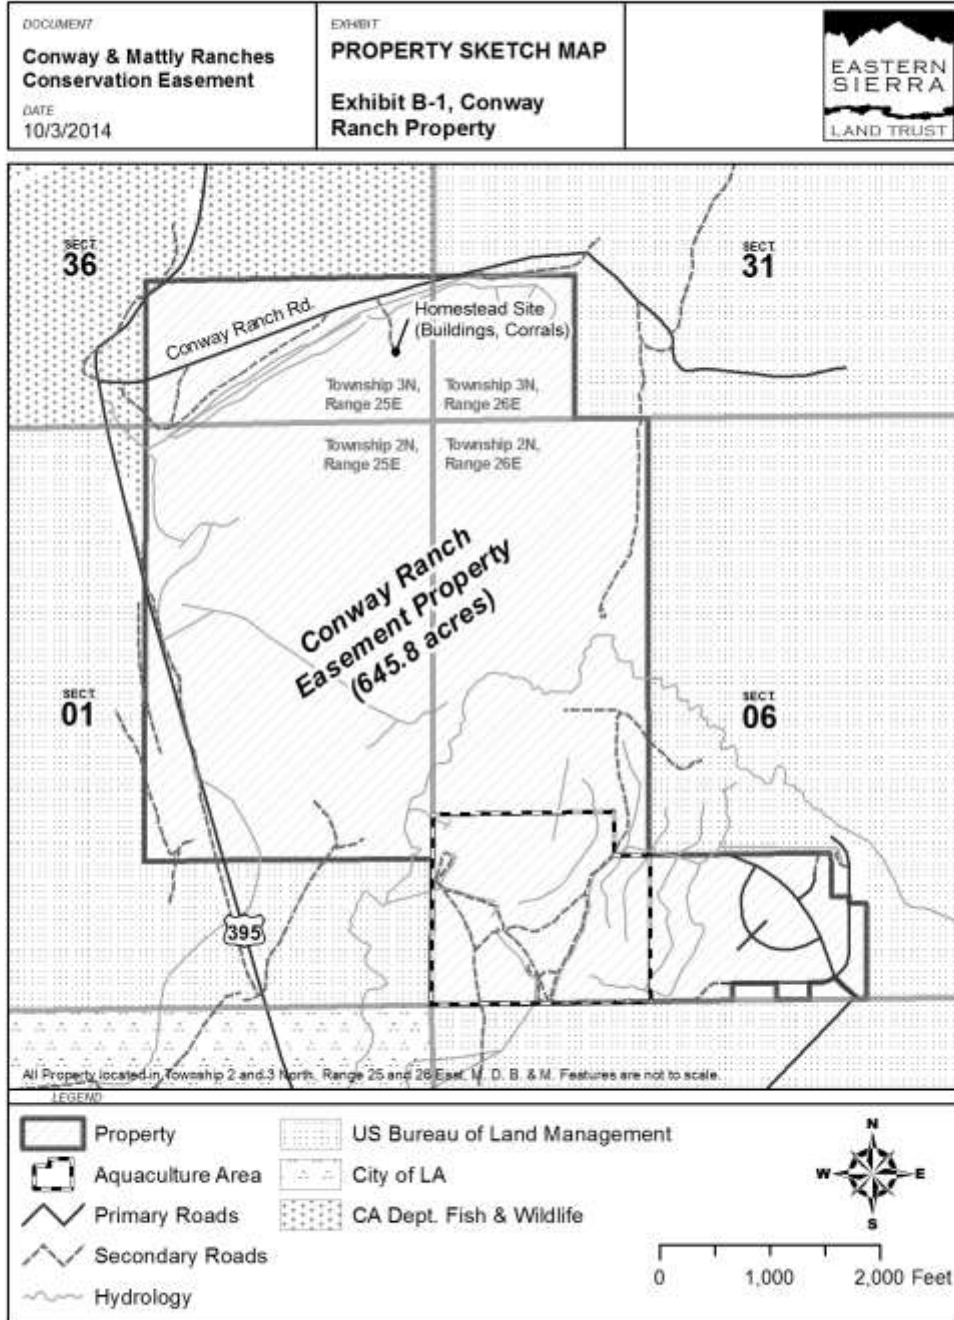 DOCUMENT
Conway & Mattly Ranches
Conservation Easement
DATE
10/3/2014
EXHIBIT
PROPERTY SKETCH MAP
Exhibit B-1, Conway
Ranch Property
EASTERN
SIERRA
LAND TRUST
SECT.
36
SECT.
31
Conway Ranch Rd.
Homestead Site
(Buildings, Corrals)
Township 3N,
Range 25E
Township 3N,
Range 26E
Township 2N,
Range 25E
Township 2N,
Range 26E
Conway Ranch
Easement Property
(645.8 acres)
SECT.
01
SECT.
06
395
All Property located in Township 2 and 3 North, Range 25 and 26 East, M. D. B. & M. Features are not to scale.
LEGEND
Property
Aquaculture Area
Primary Roads
Secondary Roads
Hydrology
US Bureau of Land Management
City of LA
CA Dept. Fish & Wildlife
N
W
E
S
0
1,000
2,000 Feet